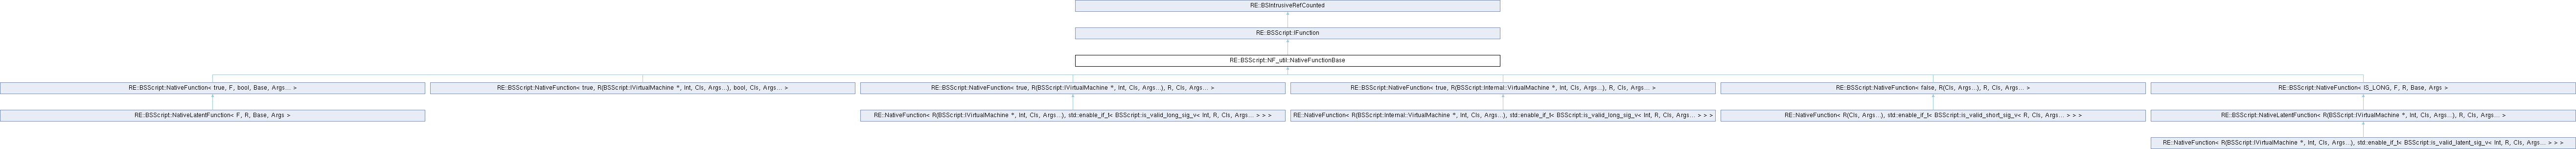 RE::BSIntrusiveRefCounted
RE::BSScript::IFunction
RE::BSScript::NF_util::NativeFunctionBase
RE::BSScript::NativeFunction< true, F, bool, Base, Args... >
RE::BSScript::NativeFunction< true, R(BSScript::IVirtualMachine *, Int, Cls, Args...), bool, Cls, Args... >
RE::BSScript::NativeFunction< true, R(BSScript::IVirtualMachine *, Int, Cls, Args...), R, Cls, Args... >
RE::BSScript::NativeFunction< true, R(BSScript::Internal::VirtualMachine *, Int, Cls, Args...), R, Cls, Args... >
RE::BSScript::NativeFunction< false, R(Cls, Args...), R, Cls, Args... >
RE::BSScript::NativeFunction< IS_LONG, F, R, Base, Args >
RE::BSScript::NativeLatentFunction< F, R, Base, Args >
RE::NativeFunction< R(BSScript::IVirtualMachine *, Int, Cls, Args...), std::enable_if_t< BSScript::is_valid_long_sig_v< Int, R, Cls, Args... > > >
RE::NativeFunction< R(BSScript::Internal::VirtualMachine *, Int, Cls, Args...), std::enable_if_t< BSScript::is_valid_long_sig_v< Int, R, Cls, Args... > > >
RE::NativeFunction< R(Cls, Args...), std::enable_if_t< BSScript::is_valid_short_sig_v< R, Cls, Args... > > >
RE::BSScript::NativeLatentFunction< R(BSScript::IVirtualMachine *, Int, Cls, Args...), R, Cls, Args... >
RE::NativeFunction< R(BSScript::IVirtualMachine *, Int, Cls, Args...), std::enable_if_t< BSScript::is_valid_latent_sig_v< Int, R, Cls, Args... > > >